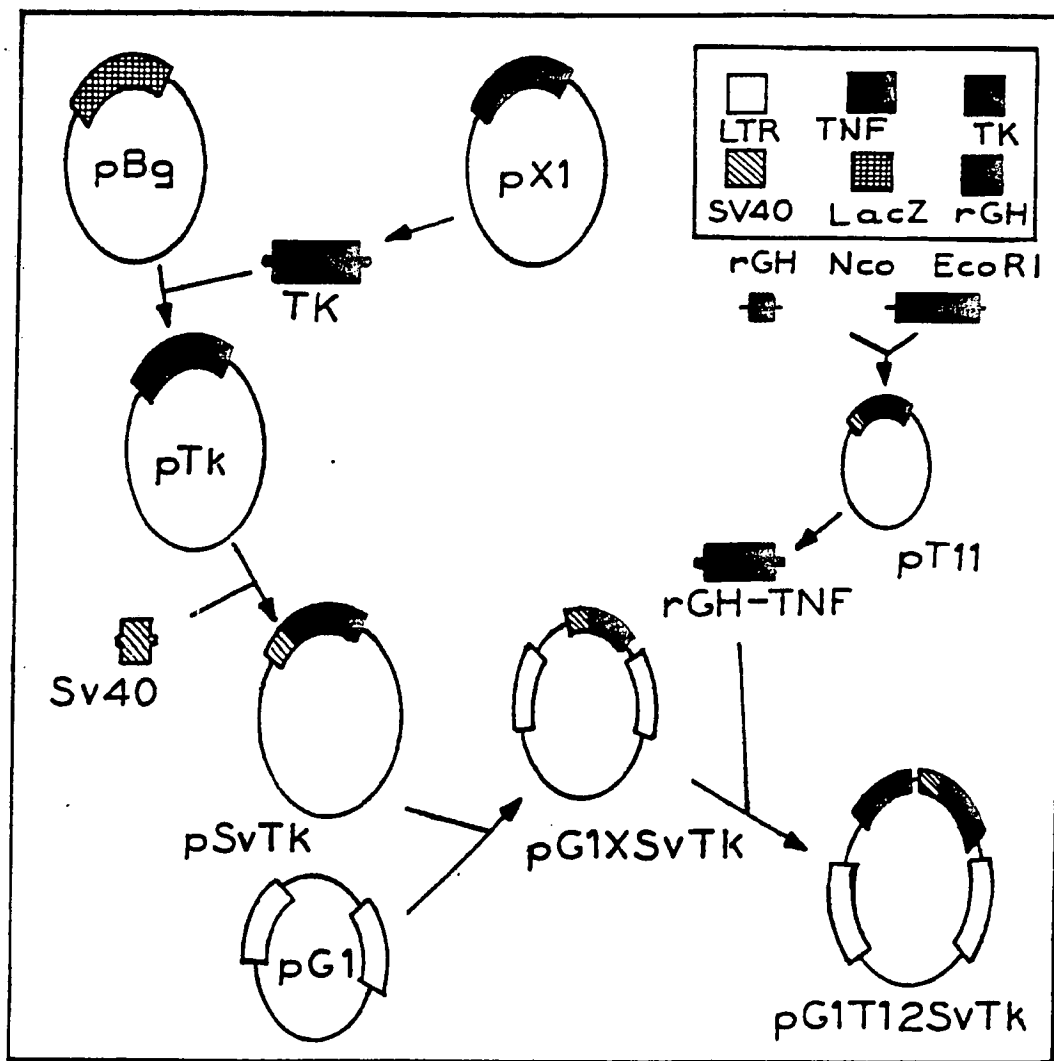 pBg
pX1
LTR TNF TK
SV40 LacZ rGH
rGH Nco EcoRI
TK
pTk
pT11
rGH-TNF
Sv40
pSvTk
pG1XSvTk
pG1
pG1T12SvTk